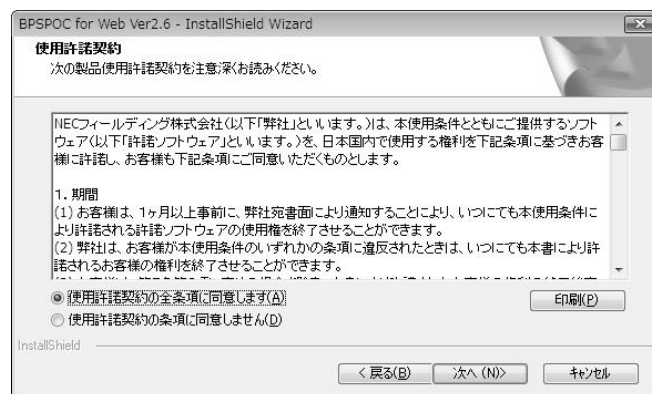 BPSPOC for Web Ver2.6 - InstallShield Wizard
使用許諾契約
次の製品使用許諾契約を注意深くお読みください。
NECフィールディング株式会社(以下「弊社」といいます。)は、本使用条件とともにご提供するソフト
ウェア(以下「許諾ソフトウェア」といいます。)を、日本国内で使用する権利を下記条項に基づきお客
様に許諾し、お客様も下記条項にご同意いただくものとします。
1. 期間
(1) お客様は、1ヶ月以上事前に、弊社宛書面により通知することにより、いつにても本使用条件に
より許諾される許諾ソフトウェアの使用権を終了させることができます。
(2) 弊社は、お客様が本使用条件のいずれかの条項に違反されたときは、いつにても本書により許
諾されるお客様の権利を終了させることができます。
使用許諾契約の全条項に同意します(A)
印刷(P)
使用許諾契約の条項に同意しません(D)
InstallShield
< 戻る(B)
次へ (N)>
キャンセル